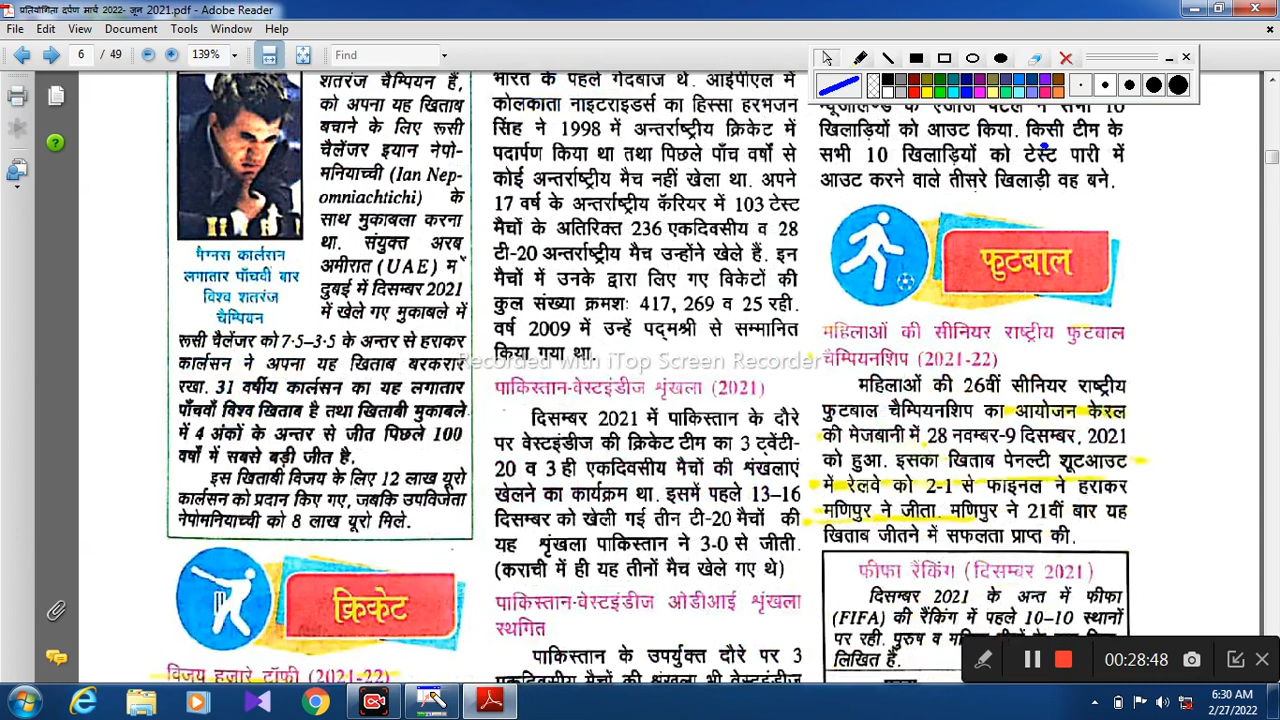 प्रतियोगिता दर्पण मार्च 2022- जून 2021.pdf - Adobe Reader
File Edit View Document Tools Window Help
6 / 49 139% Find
शतरंज चैम्पियन हैं,
को अपना यह खिताब
बचाने के लिए रूसी
चैलेंजर इयान नेपो-
मनियाच्ची (Ian Nep-
omniachtichi) के
साथ मुकाबला करना
था. संयुक्त अरब
अमीरात (UAE) में
दुबई में दिसम्बर 2021
में खेले गए मुकाबले में
मैग्नस कार्लसन
लगातार पाँचवीं बार
विश्व शतरंज
चैम्पियन
रूसी चैलेंजर को 7·5–3·5 के अन्तर से हराकर
कार्लसन ने अपना यह खिताब बरकरार
रखा. 31 वर्षीय कार्लसन का यह लगातार
पाँचवाँ विश्व खिताब है तथा खिताबी मुकाबले
में 4 अंकों के अन्तर से जीत पिछले 100
वर्षों में सबसे बड़ी जीत है.
इस खिताबी विजय के लिए 12 लाख यूरो
कार्लसन को प्रदान किए गए, जबकि उपविजेता
नेपोमनियाच्ची को 8 लाख यूरो मिले.
क्रिकेट
विजय हजारे ट्रॉफी (2021-22)
भारत के पहले गेंदबाज थे. आईपीएल में
कोलकाता नाइटराइडर्स का हिस्सा हरभजन
सिंह ने 1998 में अन्तर्राष्ट्रीय क्रिकेट में
पदार्पण किया था तथा पिछले पाँच वर्षों से
कोई अन्तर्राष्ट्रीय मैच नहीं खेला था. अपने
17 वर्ष के अन्तर्राष्ट्रीय कॅरियर में 103 टेस्ट
मैचों के अतिरिक्त 236 एकदिवसीय व 28
टी-20 अन्तर्राष्ट्रीय मैच उन्होंने खेले हैं. इन
मैचों में उनके द्वारा लिए गए विकेटों की
कुल संख्या क्रमशः 417, 269 व 25 रही.
वर्ष 2009 में उन्हें पद्मश्री से सम्मानित
किया गया था.
Recorded with iTop Screen Recorder
पाकिस्तान-वेस्टइंडीज शृंखला (2021)
दिसम्बर 2021 में पाकिस्तान के दौरे
पर वेस्टइंडीज की क्रिकेट टीम का 3 ट्वेंटी-
20 व 3 ही एकदिवसीय मैचों की शृंखलाएं
खेलने का कार्यक्रम था. इसमें पहले 13–16
दिसम्बर को खेली गई तीन टी-20 मैचों की
यह शृंखला पाकिस्तान ने 3-0 से जीती.
(कराची में ही यह तीनों मैच खेले गए थे)
पाकिस्तान-वेस्टइंडीज ओडीआई शृंखला
स्थगित
पाकिस्तान के उपर्युक्त दौरे पर 3
एकदिवसीय मैचों की शृंखला भी वेस्टइंडीज
न्यूजीलैण्ड के एजाज पटेल ने सभी 10
खिलाड़ियों को आउट किया. किसी टीम के
सभी 10 खिलाड़ियों को टेस्ट पारी में
आउट करने वाले तीसरे खिलाड़ी वह बने.
फुटबाल
महिलाओं की सीनियर राष्ट्रीय फुटबाल
चैम्पियनशिप (2021-22)
महिलाओं की 26वीं सीनियर राष्ट्रीय
फुटबाल चैम्पियनशिप का आयोजन केरल
की मेजबानी में 28 नवम्बर-9 दिसम्बर, 2021
को हुआ. इसका खिताब पेनल्टी शूटआउट
में रेलवे को 2-1 से फाइनल ने हराकर
मणिपुर ने जीता. मणिपुर ने 21वीं बार यह
खिताब जीतने में सफलता प्राप्त की.
फीफा रैंकिंग (दिसम्बर 2021)
दिसम्बर 2021 के अन्त में फीफा
(FIFA) की रैंकिंग में पहले 10–10 स्थानों
पर रही. पुरुष व
लिखित हैं.
00:28:48
6:30 AM
2/27/2022